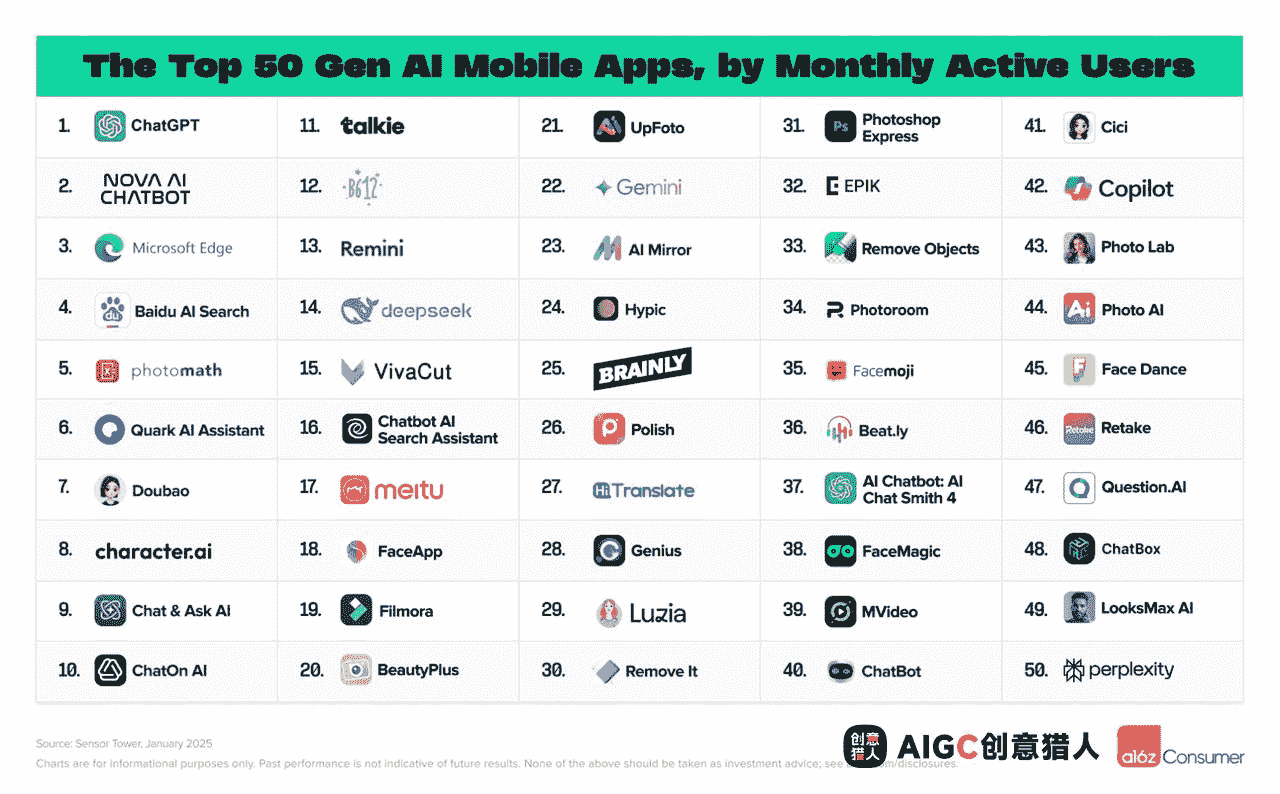 The Top 50 Gen AI Mobile Apps, by Monthly Active Users
1. ChatGPT
2. NOVA AI CHATBOT
3. Microsoft Edge
4. du Baidu AI Search
5. photomath
6. Quark AI Assistant
7. Doubao
8. character.ai
9. Chat & Ask AI
10. ChatOn AI
11. talkie
12. B612
13. Remini
14. deepseek
15. VivaCut
16. Chatbot AI Search Assistant
17. meitu
18. FaceApp
19. Filmora
20. BeautyPlus
21. UpFoto
22. Gemini
23. AI Mirror
24. Hypic
25. BRAINLY
26. Polish
27. HiTranslate
28. Genius
29. Luzia
30. Remove It
31. Ps Photoshop Express
32. EPIK
33. Remove Objects
34. Photoroom
35. Facemoji
36. Beat.ly
37. AI Chatbot: AI Chat Smith 4
38. FaceMagic
39. MVideo
40. ChatBot
41. Cici
42. Copilot
43. Photo Lab
44. Ai Photo AI
45. Face Dance
46. Retake Retake
47. Question.AI
48. ChatBox
49. LooksMax AI
50. perplexity
Source: Sensor Tower, January 2025
Charts are for informational purposes only. Past performance is not indicative of future results. None of the above should be taken as investment advice; see /disclosures.
创意猎人 AIGC创意猎人
a16z Consumer